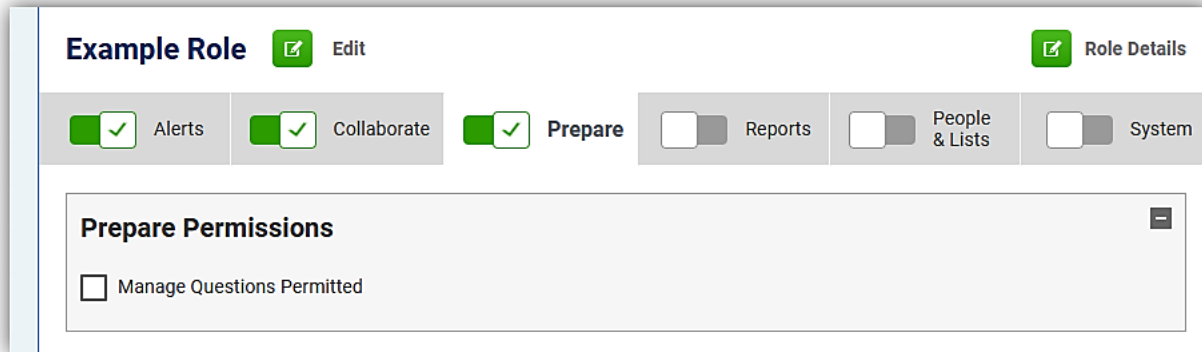 Example Role Edit Role Details
Alerts Collaborate Prepare Reports People & Lists System
Prepare Permissions
Manage Questions Permitted